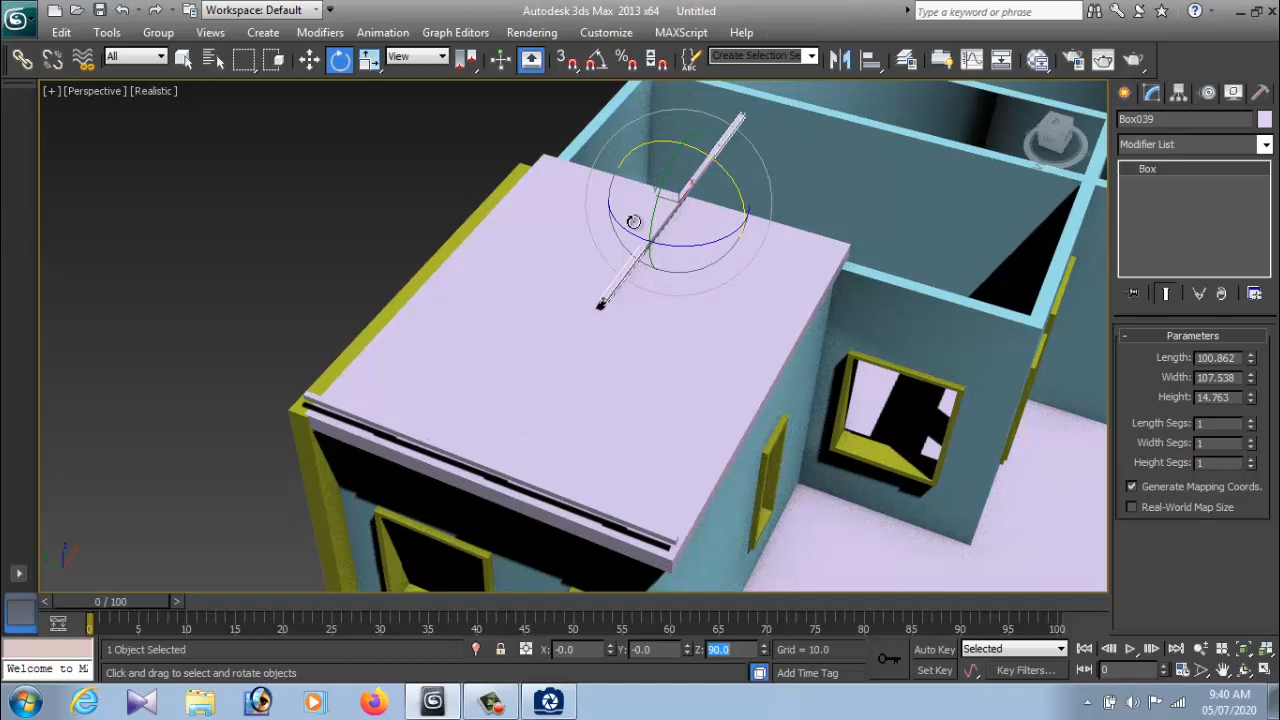 Workspace: Default
Autodesk 3ds Max 2013 x64
Untitled
Type a keyword or phrase
Edit
Tools
Group
Views
Create
Modifiers
Animation
Graph Editors
Rendering
Customize
MAXScript
Help
All
View
3
Create Selection Se
[+] [Perspective] [Realistic]
Box039
Modifier List
Box
Parameters
Length: 100.862
Width: 107.538
Height: 14.763
Length Segs: 1
Width Segs: 1
Height Segs: 1
Generate Mapping Coords.
Real-World Map Size
0 / 100
0 5 10 15 20 25 30 35 40 45 50 55 60 65 70 75 80 85 90 95 100
1 Object Selected
X: -0.0
Y: -0.0
Z: 90.0
Grid = 10.0
Auto Key
Selected
Welcome to M
Click and drag to select and rotate objects
Add Time Tag
Set Key
Key Filters...
0
9:40 AM
05/07/2020